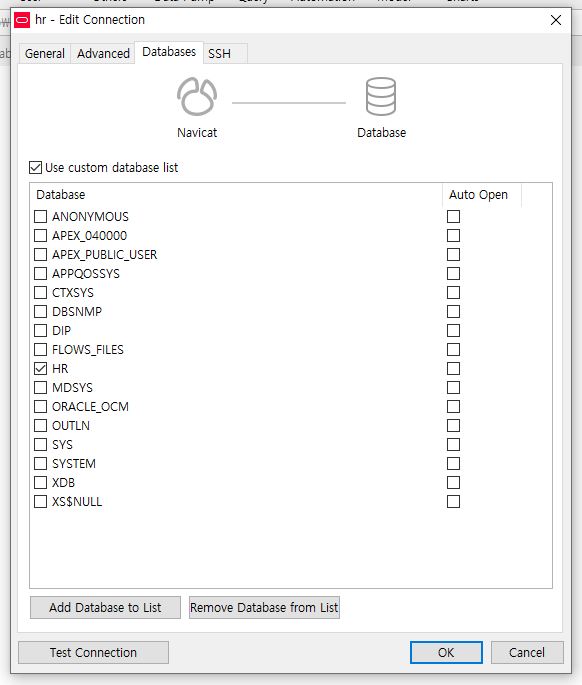 hr - Edit Connection
General Advanced Databases SSH
Navicat Database
Use custom database list
Database Auto Open
ANONYMOUS
APEX_040000
APEX_PUBLIC_USER
APPQOSSYS
CTXSYS
DBSNMP
DIP
FLOWS_FILES
HR
MDSYS
ORACLE_OCM
OUTLN
SYS
SYSTEM
XDB
XS$NULL
Add Database to List Remove Database from List
Test Connection OK Cancel